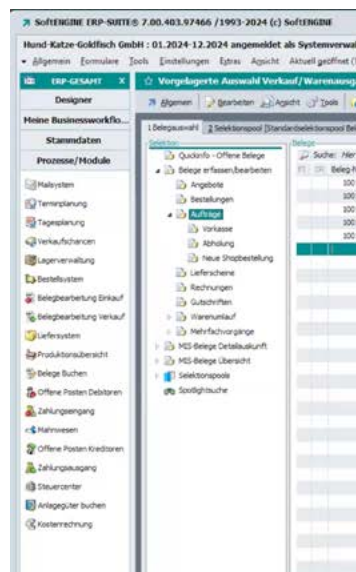 SoftENGINE ERP-SUITE® 7.00.403.97466 /1993-2024 (c) SoftENGINE
Hund-Katze-Goldfisch GmbH : 01.2024-12.2024 angemeldet als Systemverwal
Allgemein Formulare Tools Einstellungen Extras Ansicht Aktuell geöffnet (
ERP-GESAMT X
Vorgelagerte Auswahl Verkauf/Warenausg
Designer
Allgemein Bearbeiten Ansicht Tools
Meine Businessworkflo...
1 Belegauswahl 2 Selektionspool [Standardselektionspool Be
Stammdaten
Selektion
Belege
Prozesse/Module
Quickinfo - Offene Belege
Suche: Hier
Belege erfassen/bearbeiten
Beleg-N
Mailsystem
Angebote
100
Terminplanung
Bestellungen
100
Tagesplanung
Aufträge
100
Verkaufschancen
Vorkasse
100
Lagerverwaltung
Abholung
100
Bestellsystem
Neue Shopbestellung
Belegbearbeitung Einkauf
Lieferscheine
Belegbearbeitung Verkauf
Rechnungen
Liefersystem
Gutschriften
Produktionsübersicht
Warenumlauf
Belege Buchen
Mehrfachvorgänge
Offene Posten Debitoren
MIS-Belege Detailauskunft
Zahlungseingang
MIS-Belege Übersicht
Mahnwesen
Selektionspools
Offene Posten Kreditoren
Spotlightsuche
Zahlungsausgang
Steuercenter
Anlagegüter buchen
Kostenrechnung